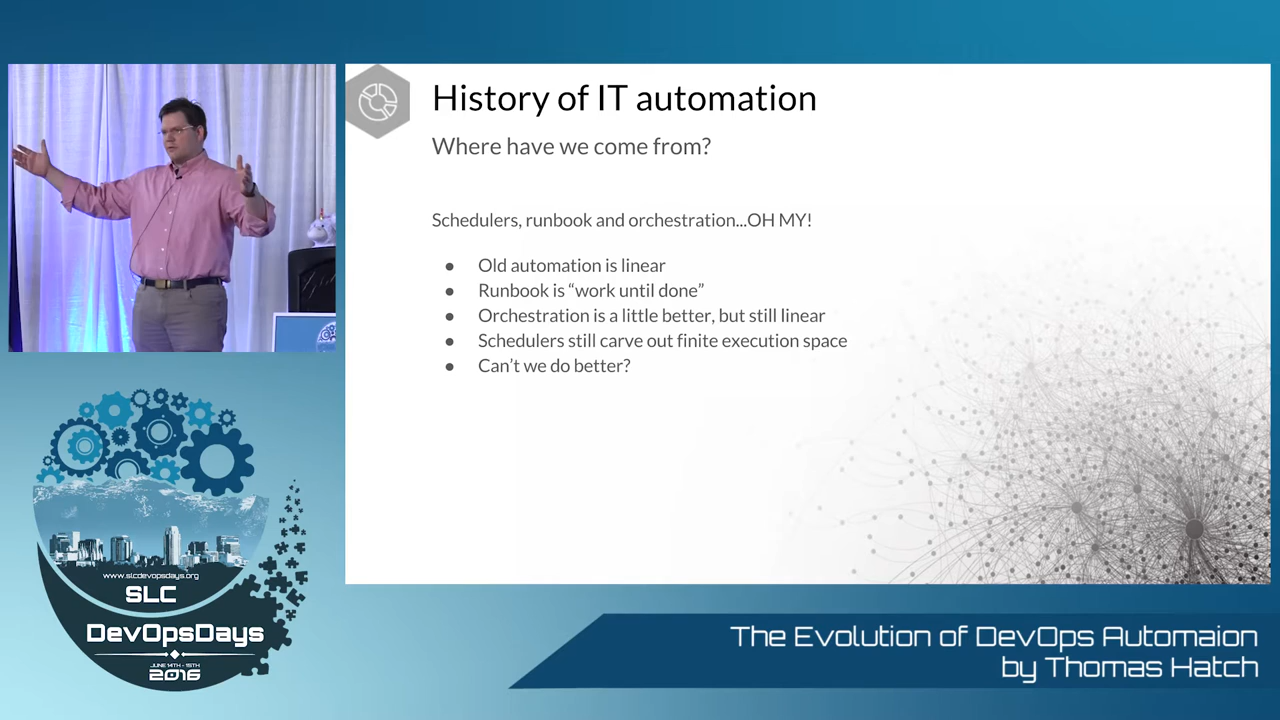 History of IT automation
Where have we come from?
Schedulers, runbook and orchestration...OH MY!
● Old automation is linear
● Runbook is “work until done”
● Orchestration is a little better, but still linear
● Schedulers still carve out finite execution space
● Can’t we do better?
www.slcdevopsdays.org
SLC
DevOpsDays
JUNE 14TH - 15TH
2016
The Evolution of DevOps Automaion
by Thomas Hatch